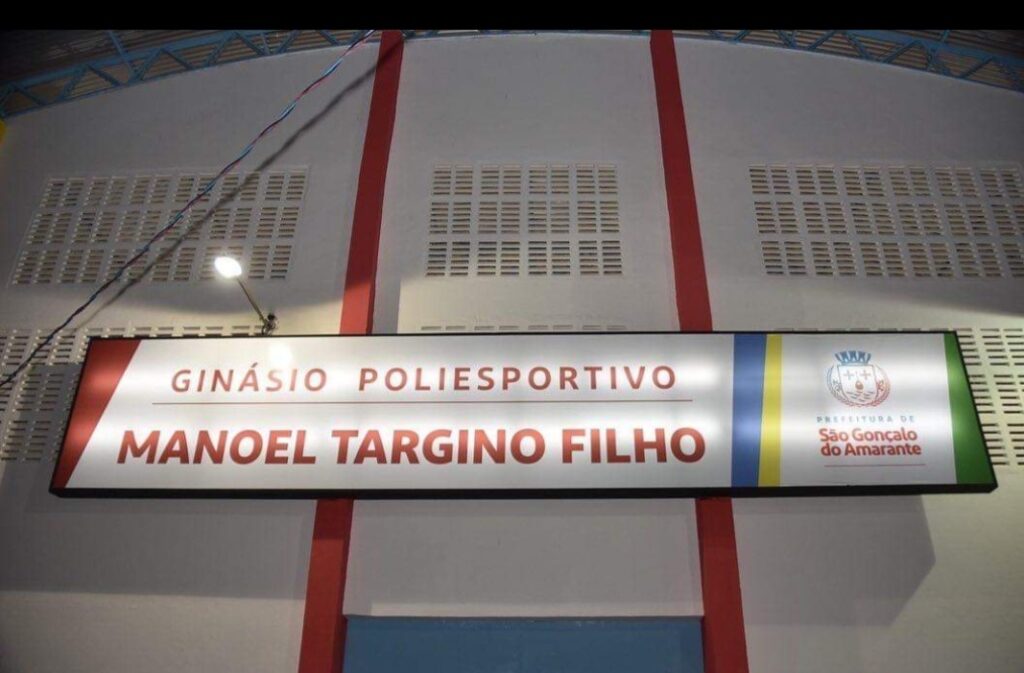 GINÁSIO POLIESPORTIVO
MANOEL TARGINO FILHO
PREFEITURA DE
São Gonçalo
do Amarante